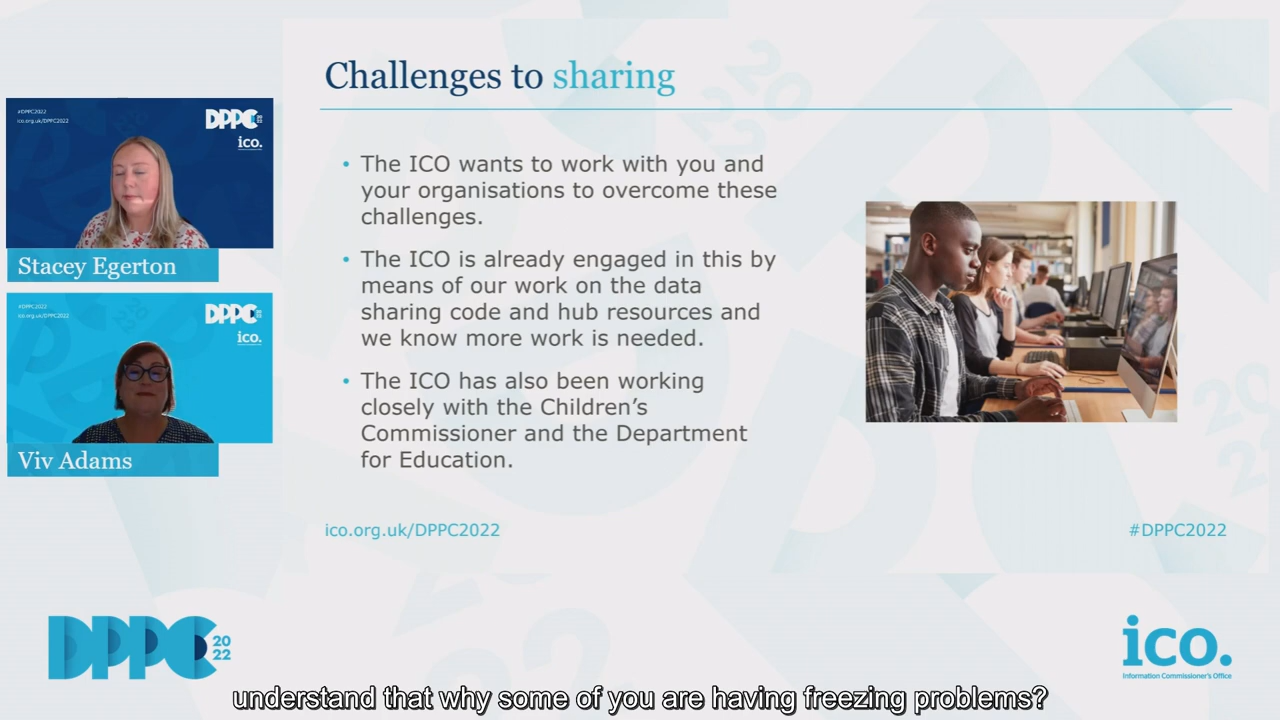 Challenges to sharing
#DPPC2022
ico.org.uk/DPPC2022
DPPC 2022
ico.
Stacey Egerton
#DPPC2022
ico.org.uk/DPPC2022
DPPC 2022
ico.
Viv Adams
• The ICO wants to work with you and
your organisations to overcome these
challenges.
• The ICO is already engaged in this by
means of our work on the data
sharing code and hub resources and
we know more work is needed.
• The ICO has also been working
closely with the Children's
Commissioner and the Department
for Education.
ico.org.uk/DPPC2022
#DPPC2022
DPPC 2022
ico.
Information Commissioner's Office
understand that why some of you are having freezing problems?